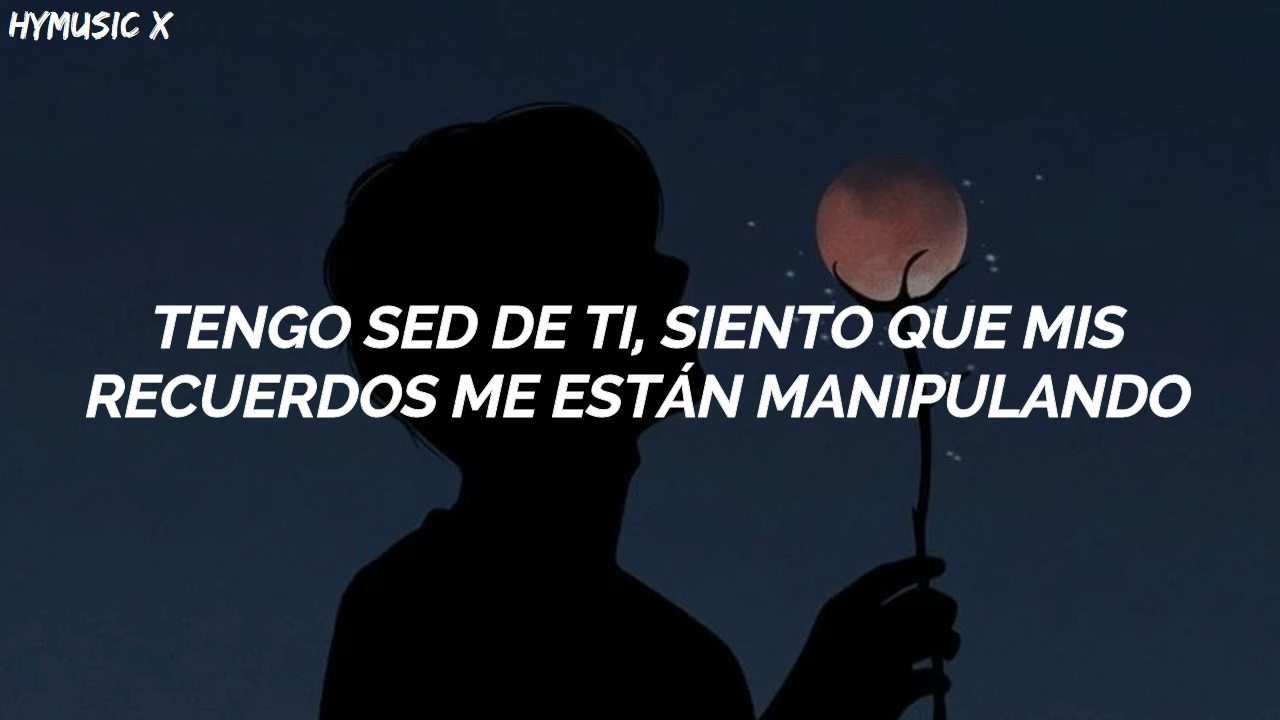 HYMUSIC X
TENGO SED DE TI, SIENTO QUE MIS
RECUERDOS ME ESTÁN MANIPULANDO